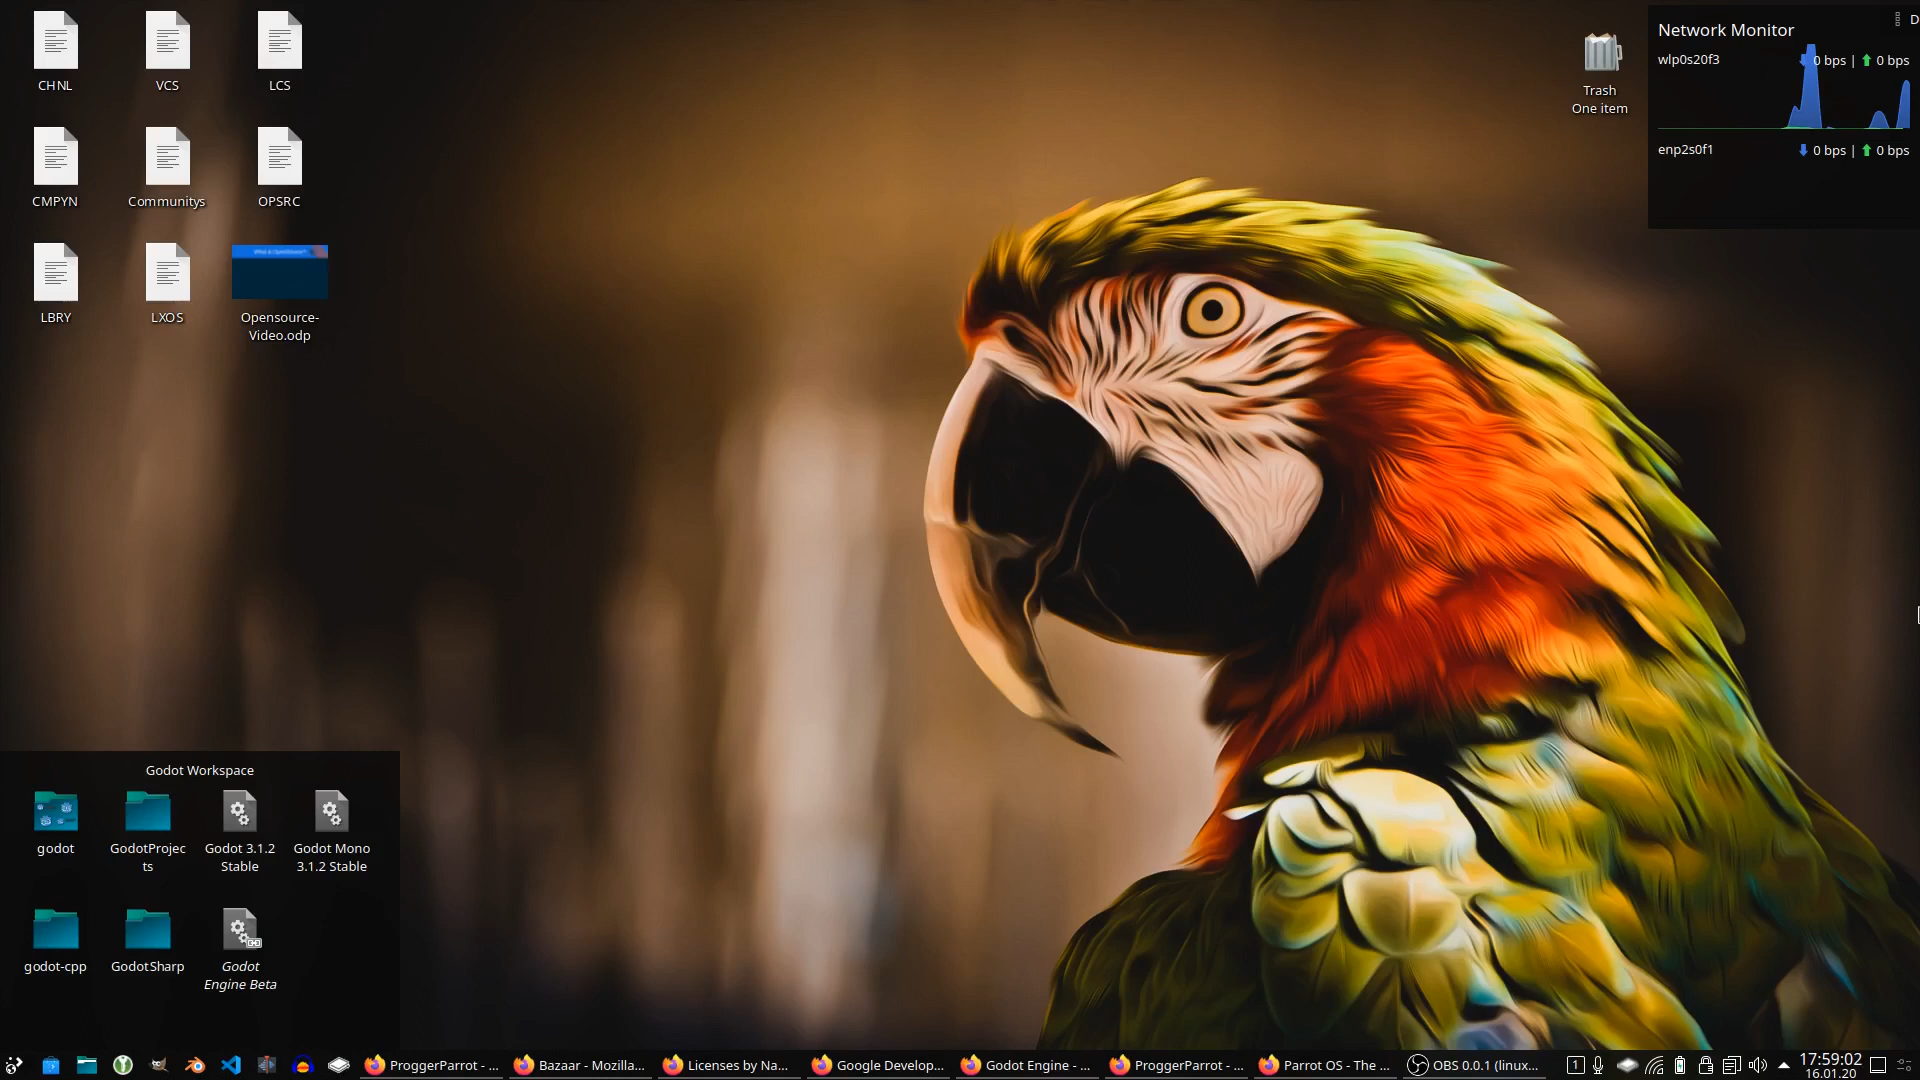 CHNL
VCS
LCS
CMPYN
Communitys
OPSRC
LBRY
LXOS
Opensource-
Video.odp
Trash
One item
D
Network Monitor
wlp0s20f3
0 bps | 0 bps
enp2s0f1
0 bps | 0 bps
Godot Workspace
godot
GodotProjec
ts
Godot 3.1.2
Stable
Godot Mono
3.1.2 Stable
godot-cpp
GodotSharp
Godot
Engine Beta
ProggerParrot - ...
Bazaar - Mozilla...
Licenses by Na...
Google Develop...
Godot Engine - ...
ProggerParrot - ...
Parrot OS - The ...
OBS 0.0.1 (linux...
1
17:59:02
16.01.20